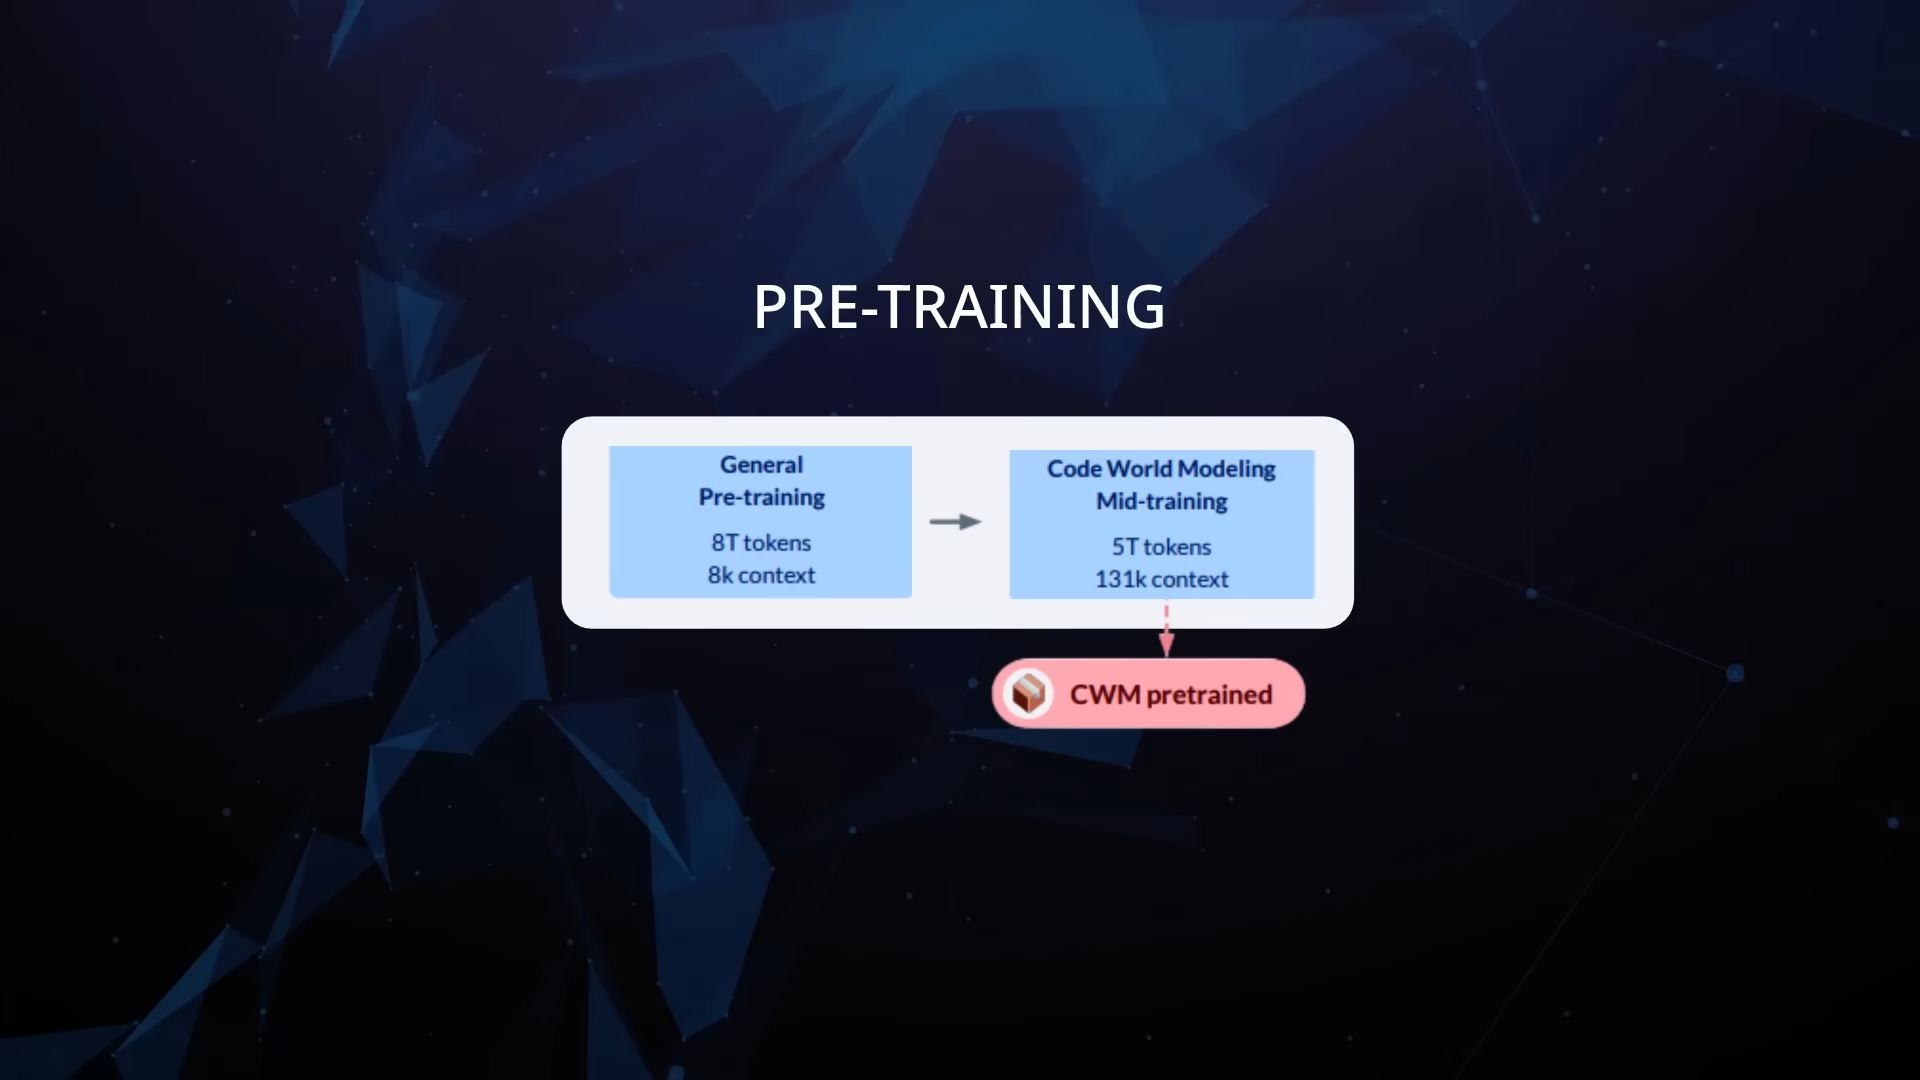 PRE-TRAINING
General
Pre-training
8T tokens
8k context
Code World Modeling
Mid-training
5T tokens
131k context
CWM pretrained